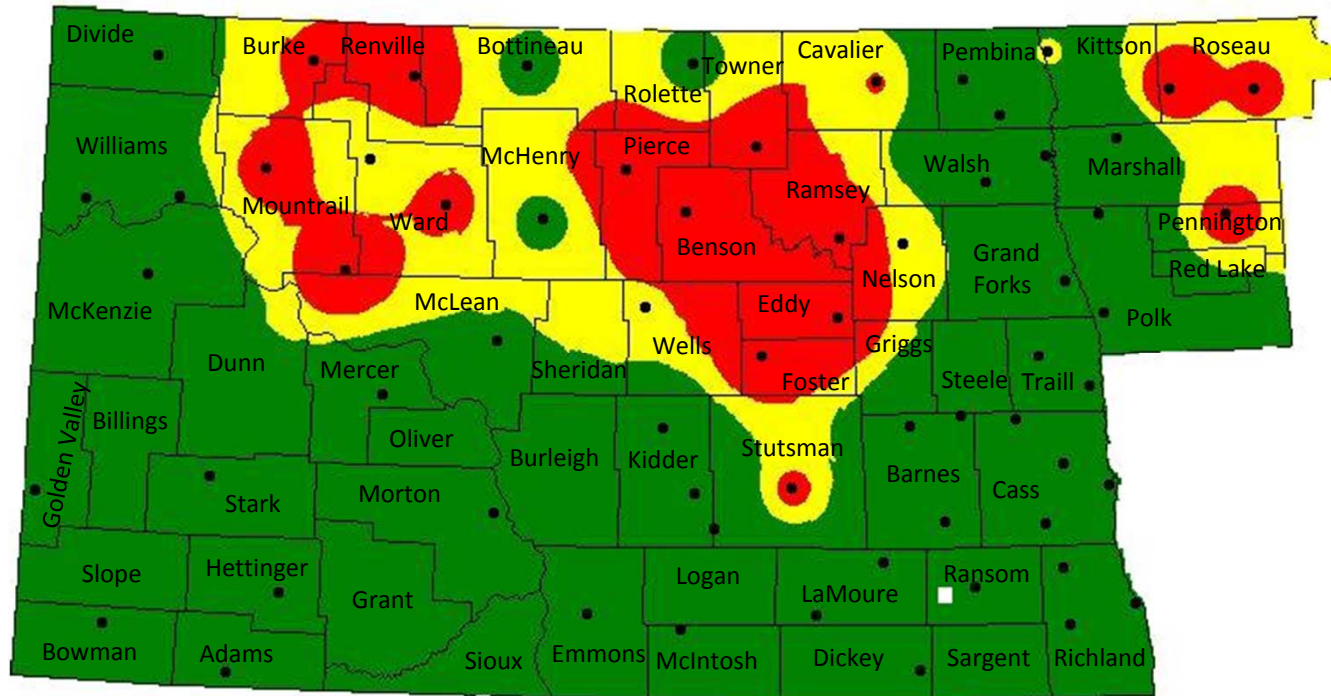 Divide
Burke
Renville
Bottineau
Rolette
Towner
Cavalier
Pembina
Kittson
Roseau
Williams
Mountrail
Ward
McHenry
Pierce
Benson
Ramsey
Walsh
Marshall
Pennington
Red Lake
Nelson
Grand
Forks
Polk
McKenzie
Dunn
McLean
Mercer
Sheridan
Wells
Eddy
Foster
Griggs
Steele
Traill
Golden Valley
Billings
Oliver
Stark
Morton
Burleigh
Kidder
Stutsman
Barnes
Cass
Slope
Hettinger
Grant
Logan
LaMoure
Ransom
Bowman
Adams
Sioux
Emmons
McIntosh
Dickey
Sargent
Richland